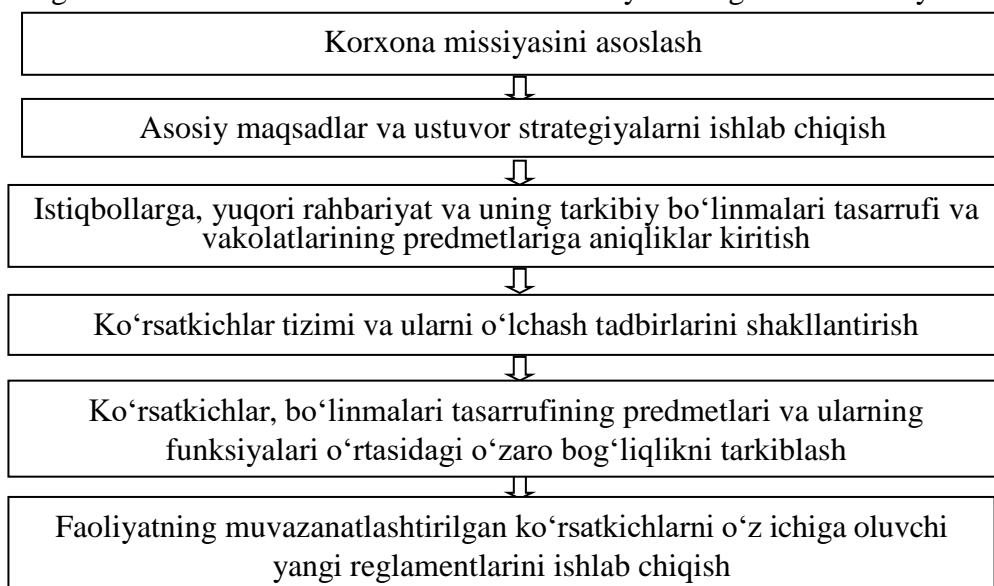 Korxona missiyasini asoslash
Asosiy maqsadlar va ustuvor strategiyalarni ishlab chiqish
Istiqbollarga, yuqori rahbariyat va uning tarkibiy bo‘linmalari tasarrufi va
vakolatlarining predmetlariga aniqliklar kiritish
Ko‘rsatkichlar tizimi va ularni o‘lchash tadbirlarini shakllantirish
Ko‘rsatkichlar, bo‘linmalari tasarrufining predmetlari va ularning
funksiyalari o‘rtasidagi o‘zaro bog‘liqlikni tarkiblash
Faoliyatning muvazanatlashtirilgan ko‘rsatkichlarni o‘z ichiga oluvchi
yangi reglamentlarini ishlab chiqish